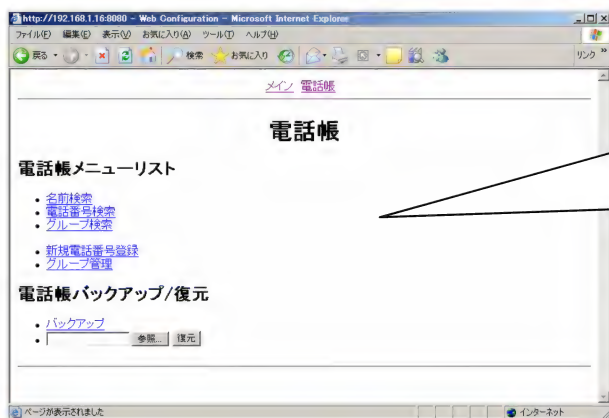 http://192.168.1.16:8080 - Web Configuration - Microsoft Internet Explorer
ファイル(F) 編集(E) 表示(V) お気に入り(A) ツール(T) ヘルプ(H)
戻る 検索 お気に入り リンク »
メイン 電話帳
電話帳
電話帳メニューリスト
名前検索
電話番号検索
グループ検索
新規電話番号登録
グループ管理
電話帳バックアップ/復元
バックアップ
参照... 復元
ページが表示されました インターネット